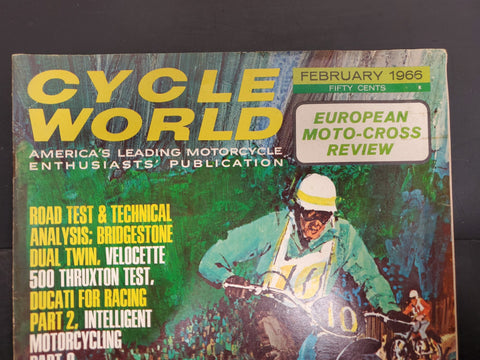 CYCLE
WORLD
AMERICA'S LEADING MOTORCYCLE
ENTHUSIASTS' PUBLICATION
FEBRUARY 1966
FIFTY CENTS
EUROPEAN
MOTO-CROSS
REVIEW
ROAD TEST & TECHNICAL
ANALYSIS: BRIDGESTONE
DUAL TWIN, VELOCETTE
500 THRUXTON TEST,
DUCATI FOR RACING
PART 2, INTELLIGENT
MOTORCYCLING
10
10